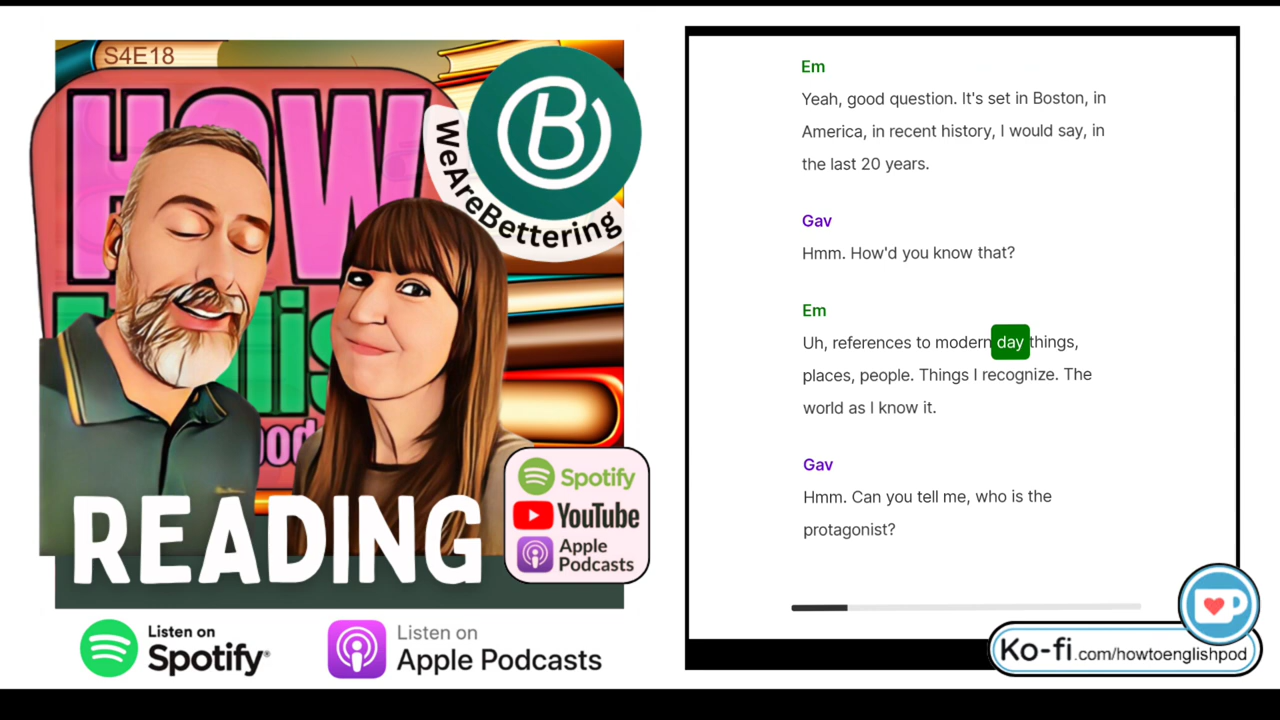 S4E18
HOW
WeAreBettering
B
READING
Spotify
YouTube
Apple
Podcasts
Listen on
Spotify®
Listen on
Apple Podcasts
Em
Yeah, good question. It's set in Boston, in
America, in recent history, I would say, in
the last 20 years.
Gav
Hmm. How'd you know that?
Em
Uh, references to modern day things,
places, people. Things I recognize. The
world as I know it.
Gav
Hmm. Can you tell me, who is the
protagonist?
Ko-fi.com/howtoenglishpod